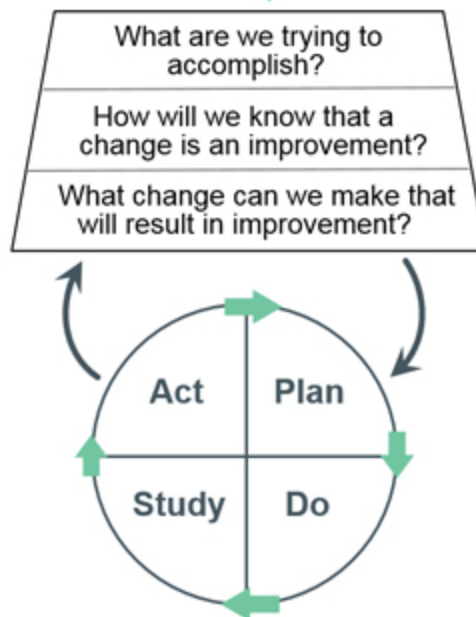 What are we trying to
accomplish?
How will we know that a
change is an improvement?
What change can we make that
will result in improvement?
Act
Plan
Study
Do